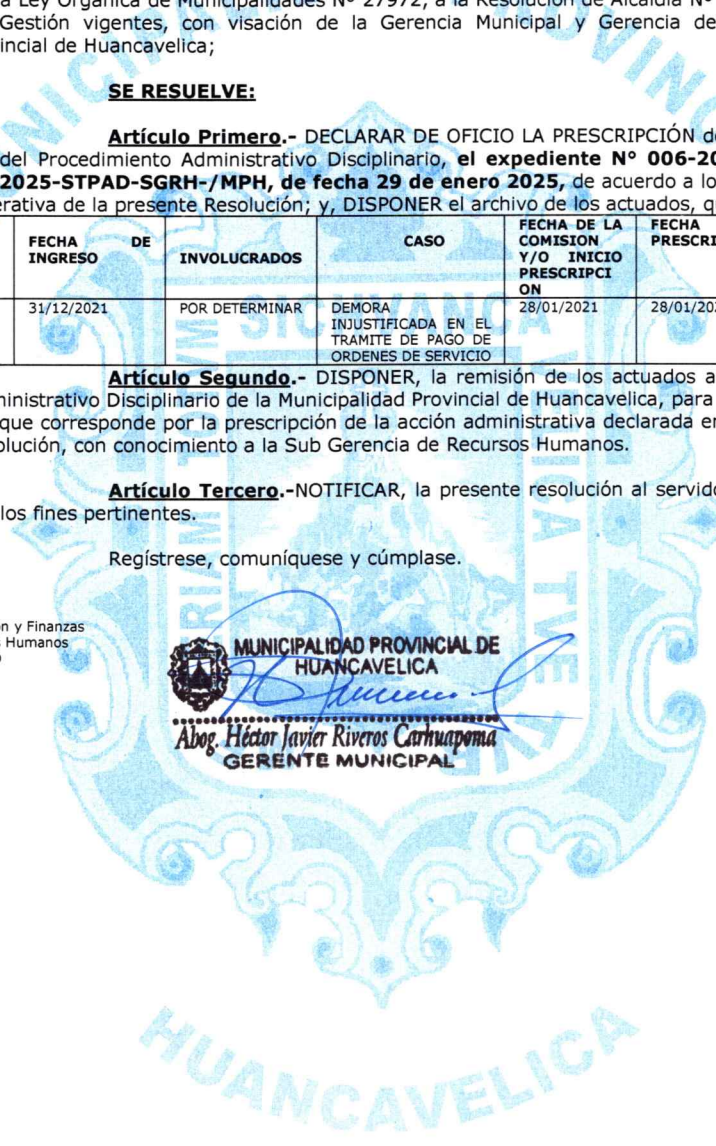 a Ley Orgánica de Municipalidades Nº 27972, a la Resolución de Alcaldía Nº
Gestión vigentes, con visación de la Gerencia Municipal y Gerencia de
incial de Huancavelica;
SE RESUELVE:
Artículo Primero.- DECLARAR DE OFICIO LA PRESCRIPCIÓN de
del Procedimiento Administrativo Disciplinario, el expediente N° 006-20
2025-STPAD-SGRH-/MPH, de fecha 29 de enero 2025, de acuerdo a lo
erativa de la presente Resolución; y, DISPONER el archivo de los actuados, qu
FECHA DE INGRESO
INVOLUCRADOS
CASO
FECHA DE LA
COMISION
Y/O INICIO
PRESCRIPCI
ON
FECHA
PRESCRI
31/12/2021
POR DETERMINAR
DEMORA
INJUSTIFICADA EN EL
TRAMITE DE PAGO DE
ORDENES DE SERVICIO
28/01/2021
28/01/202
Artículo Segundo.- DISPONER, la remisión de los actuados a
ministrativo Disciplinario de la Municipalidad Provincial de Huancavelica, para
que corresponde por la prescripción de la acción administrativa declarada en
olución, con conocimiento a la Sub Gerencia de Recursos Humanos.
Artículo Tercero.-NOTIFICAR, la presente resolución al servido
los fines pertinentes.
Regístrese, comuníquese y cúmplase.
n y Finanzas
s Humanos
MUNICIPALIDAD PROVINCIAL DE
HUANCAVELICA
Abog. Héctor Javier Riveros Carhuapoma
GERENTE MUNICIPAL
HUANCAVELICA